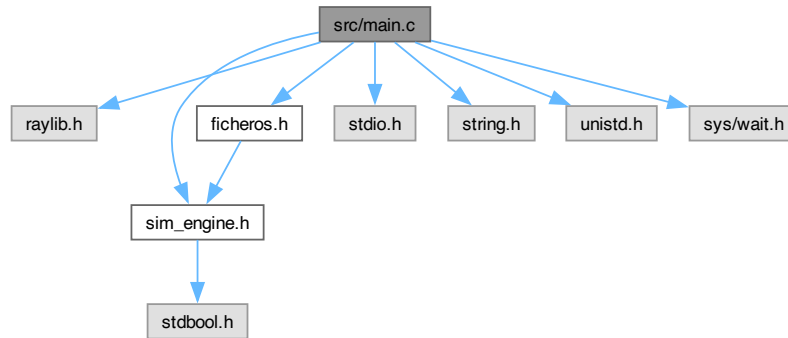 src/main.c
raylib.h
ficheros.h
stdio.h
string.h
unistd.h
sys/wait.h
sim_engine.h
stdbool.h